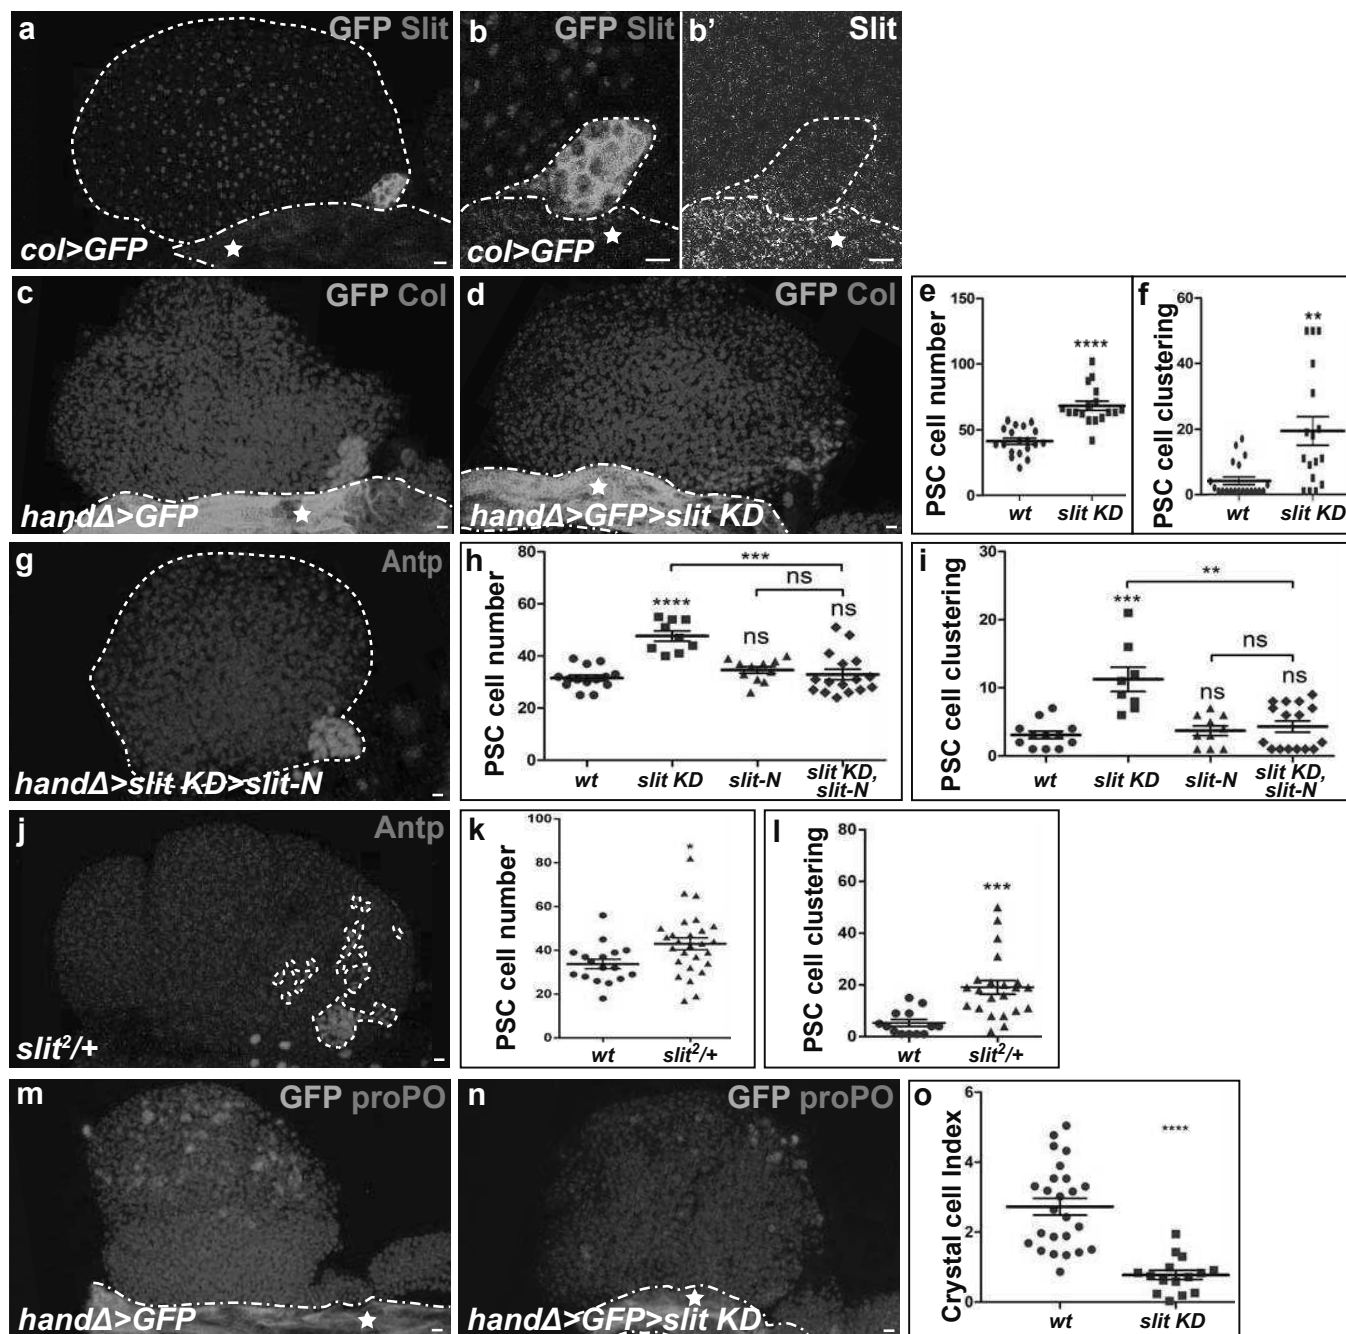 a GFP Slit
col>GFP
b GFP Slit
col>GFP
b’ Slit
c GFP Col
handΔ>GFP
d GFP Col
handΔ>GFP>slit KD
e
PSC cell number
150
100
50
0
****
wt slit KD
f
PSC cell clustering
60
40
20
0
**
wt slit KD
g Antp
handΔ>slit KD>slit-N
h
PSC cell number
80
60
40
20
0
***
ns
**** ns ns
wt slit KD slit-N slit KD, slit-N
i
PSC cell clustering
30
20
10
0
**
ns
*** ns ns
wt slit KD slit-N slit KD, slit-N
j Antp
slit²/+
k
PSC cell number
100
80
60
40
20
0
*
wt slit²/+
l
PSC cell clustering
80
60
40
20
0
***
wt slit²/+
m GFP proPO
handΔ>GFP
n GFP proPO
handΔ>GFP>slit KD
o
Crystal cell Index
6
4
2
0
****
wt slit KD